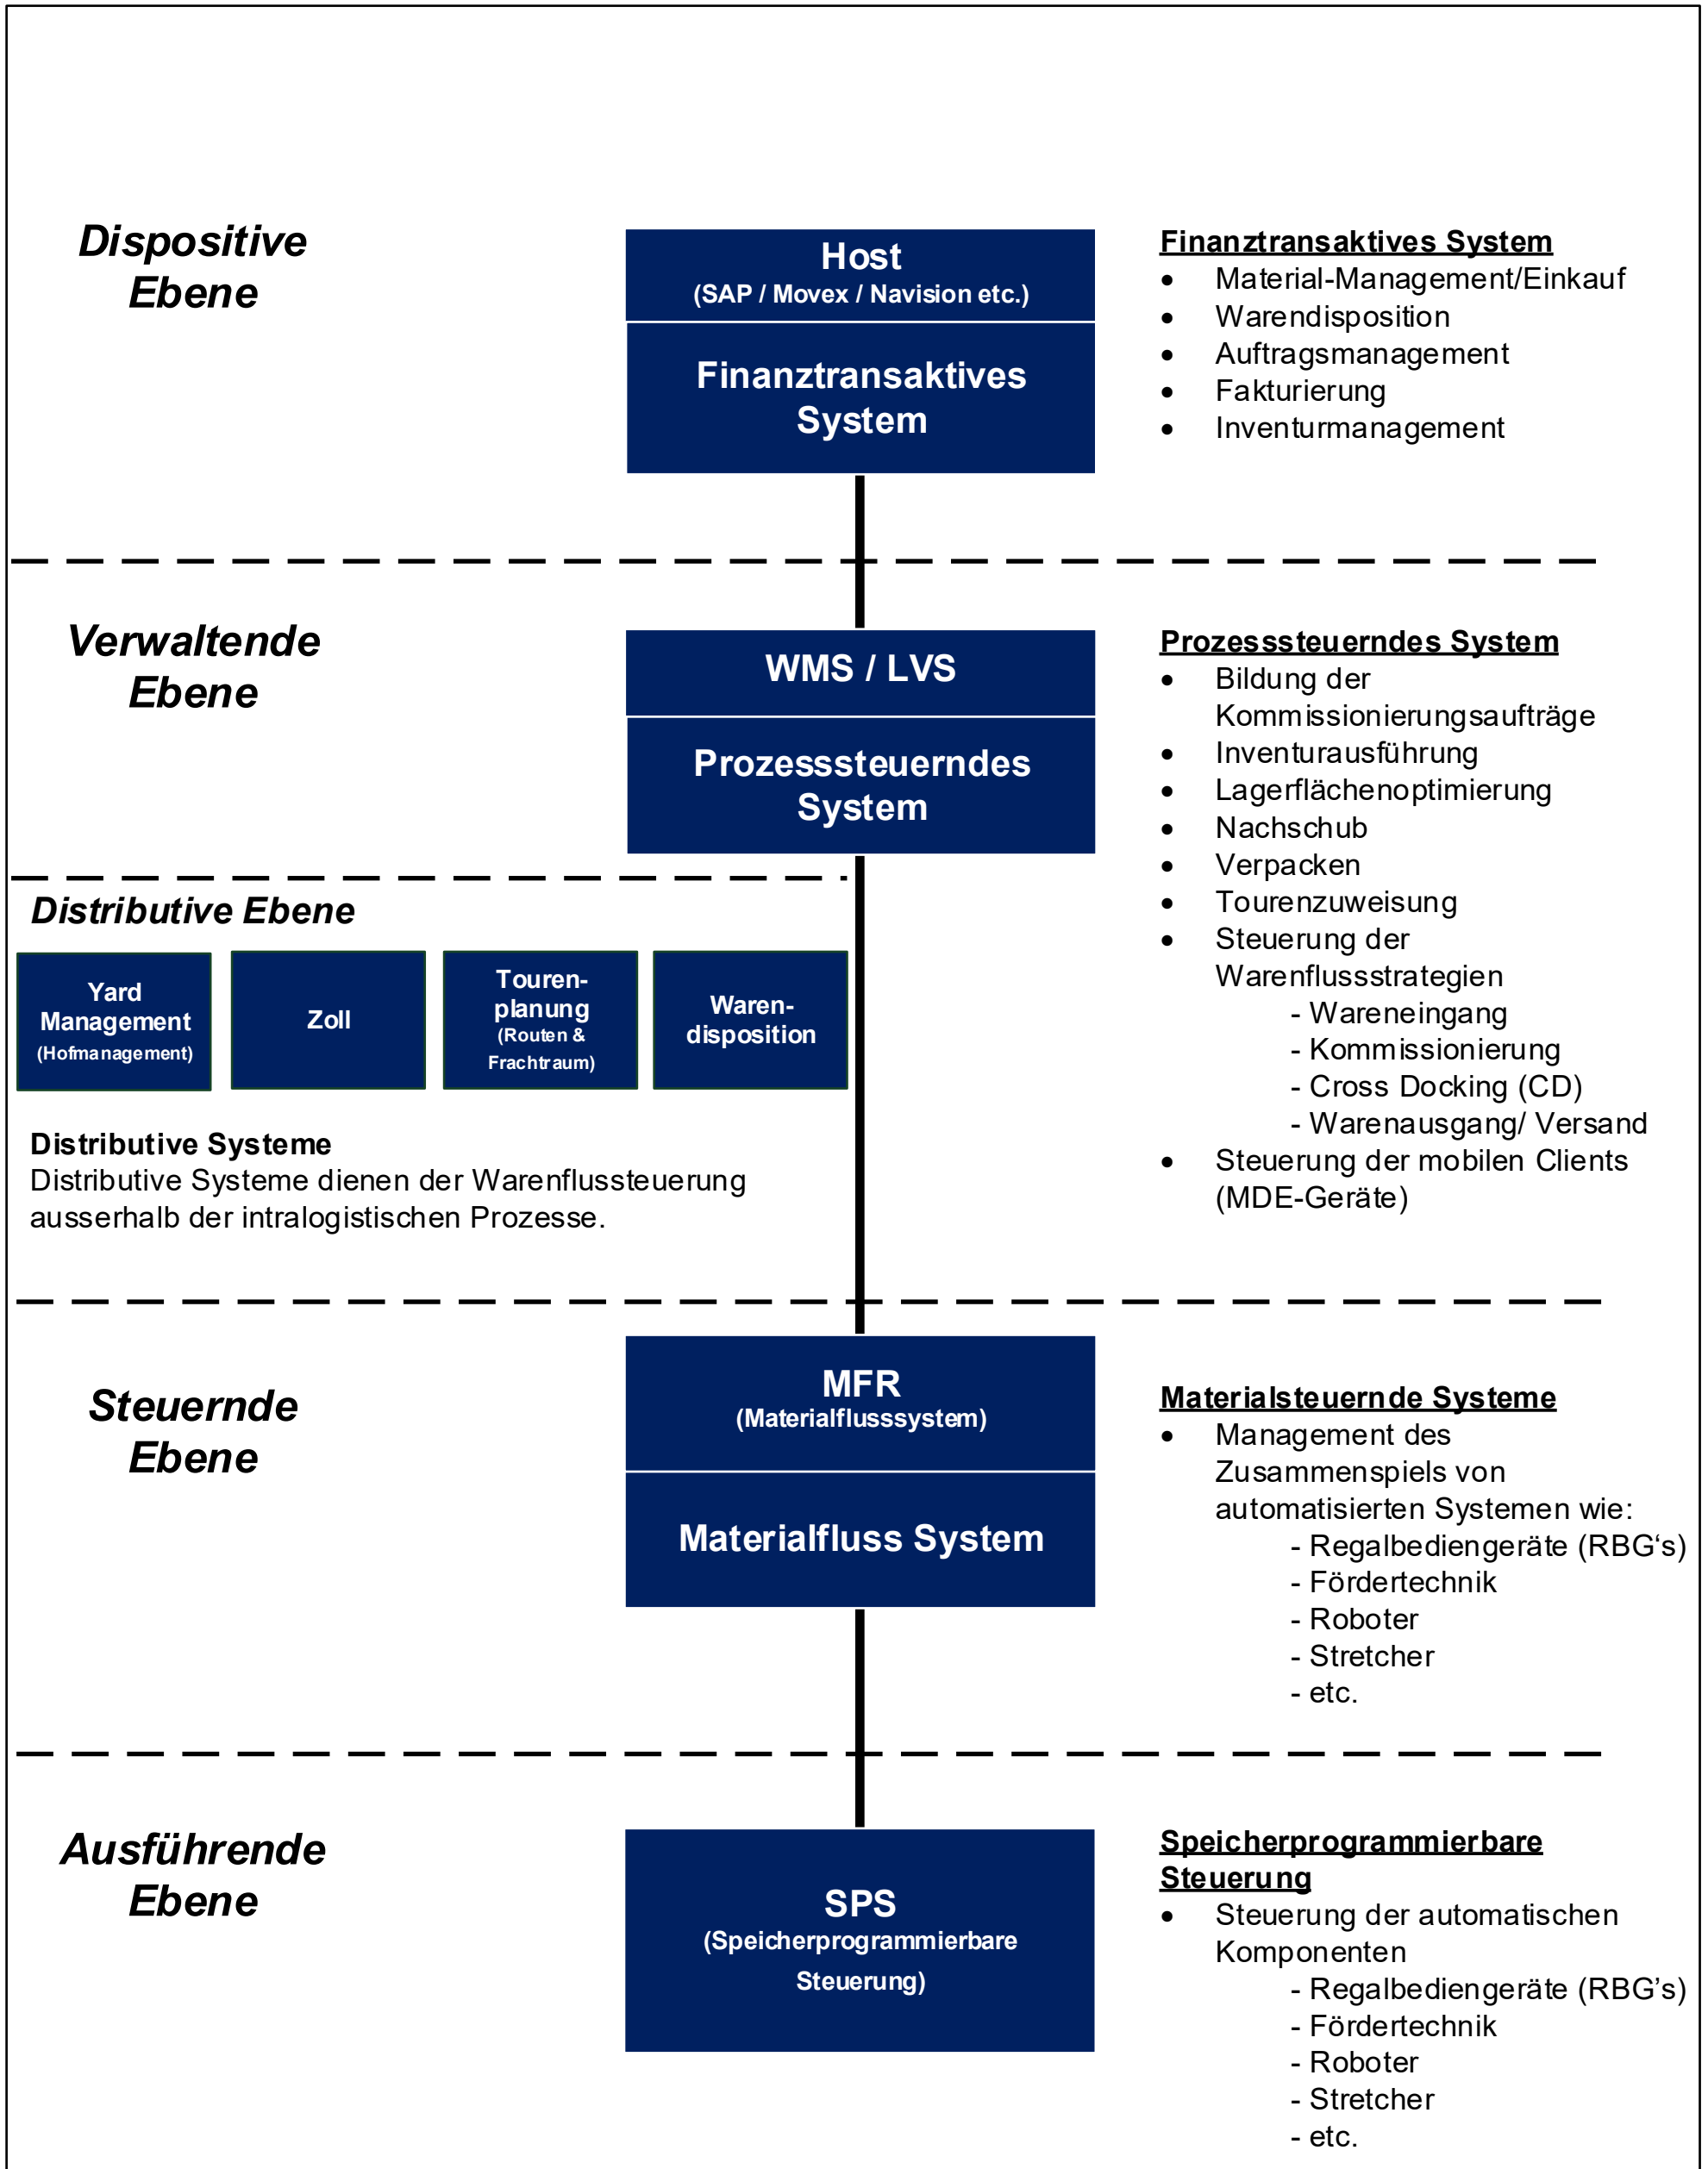 Dispositive
Ebene
Host
(SAP / Movex / Navision etc.)
Finanztransaktives
System
Finanztransaktives System
• Material-Management/Einkauf
• Warendisposition
• Auftragsmanagement
• Fakturierung
• Inventurmanagement
Verwaltende
Ebene
WMS / LVS
Prozesssteuerndes
System
Prozesssteuerndes System
• Bildung der
Kommissionierungsaufträge
• Inventurausführung
• Lagerflächenoptimierung
• Nachschub
• Verpacken
• Tourenzuweisung
• Steuerung der
Warenflussstrategien
- Wareneingang
- Kommissionierung
- Cross Docking (CD)
- Warenausgang/ Versand
• Steuerung der mobilen Clients
(MDE-Geräte)
Distributive Ebene
Yard
Management
(Hofmanagement)
Zoll
Touren-
planung
(Routen &
Frachtraum)
Waren-
disposition
Distributive Systeme
Distributive Systeme dienen der Warenflussteuerung
ausserhalb der intralogistischen Prozesse.
Steuernde
Ebene
MFR
(Materialflusssystem)
Materialfluss System
Materialsteuernde Systeme
• Management des
Zusammenspiels von
automatisierten Systemen wie:
- Regalbediengeräte (RBG‘s)
- Fördertechnik
- Roboter
- Stretcher
- etc.
Ausführende
Ebene
SPS
(Speicherprogrammierbare
Steuerung)
Speicherprogrammierbare
Steuerung
• Steuerung der automatischen
Komponenten
- Regalbediengeräte (RBG’s)
- Fördertechnik
- Roboter
- Stretcher
- etc.